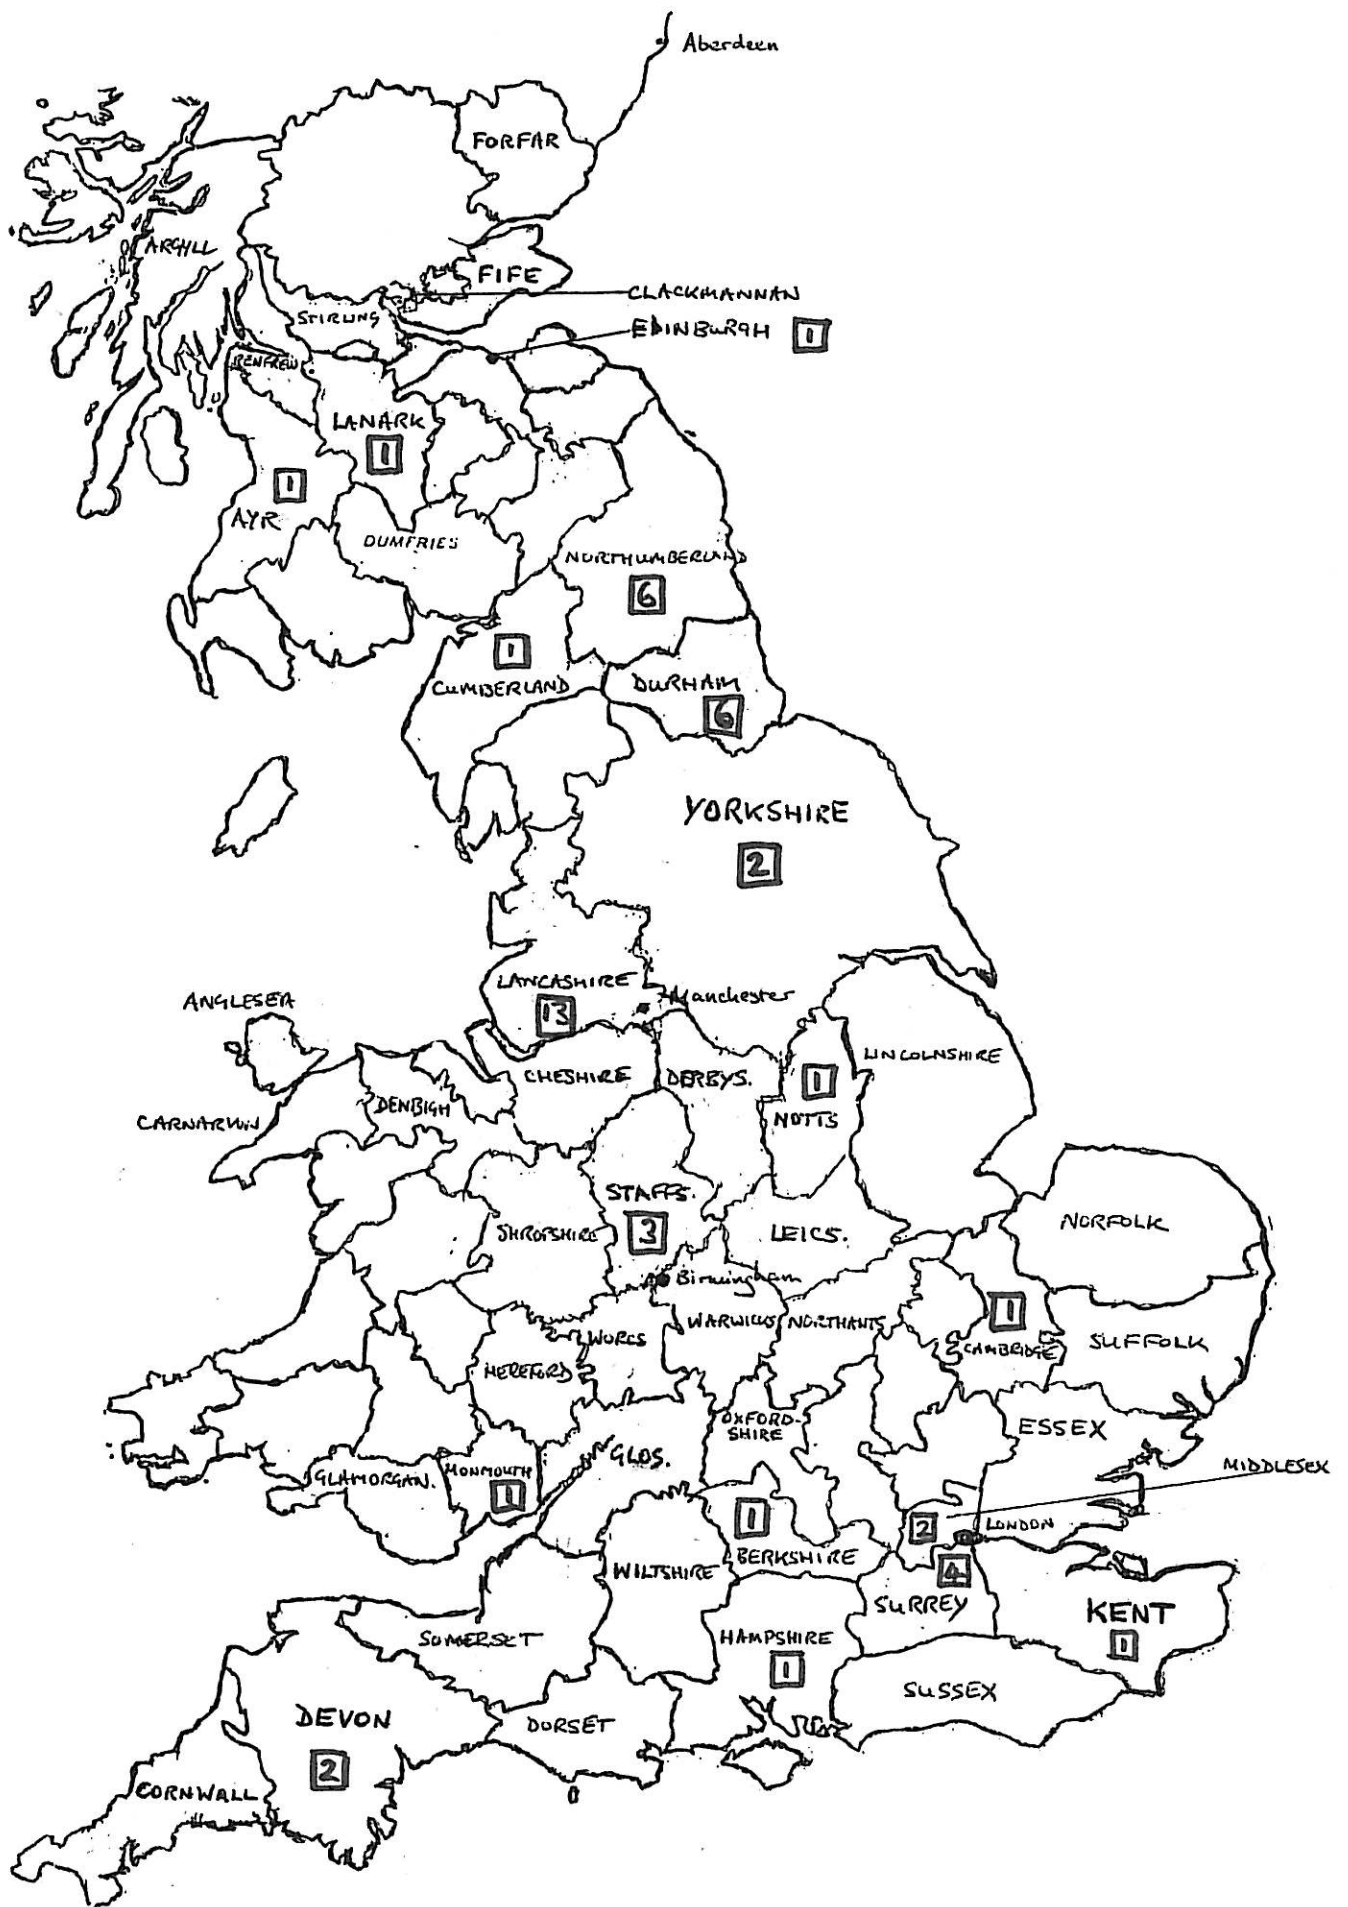 Aberdeen
FORFAR
ARGYLL
FIFE
CLACKMANNAN
STIRLING
EDINBURGH 1
RENFREW
LANARK
1
1
AYR
DUMFRIES
NORTHUMBERLAND
6
1
CUMBERLAND
DURHAM
6
YORKSHIRE
2
LANCASHIRE
13
Manchester
ANGLESEA
LINCOLNSHIRE
CHESHIRE
DERBYS.
1
NOTTS
DENBIGH
CARNARVON
STAFFS.
3
SHROPSHIRE
LEICS.
NORFOLK
Birmingham
1
WORCS
WARWICKS
NORTHANTS
CAMBRIDGE
SUFFOLK
HEREFORD
OXFORD-
SHIRE
ESSEX
GLOS.
MIDDLESEX
GLAMORGAN.
MONMOUTH
1
1
2
LONDON
BERKSHIRE
WILTSHIRE
4
SURREY
KENT
1
SOMERSET
HAMPSHIRE
1
SUSSEX
DEVON
2
DORSET
CORNWALL